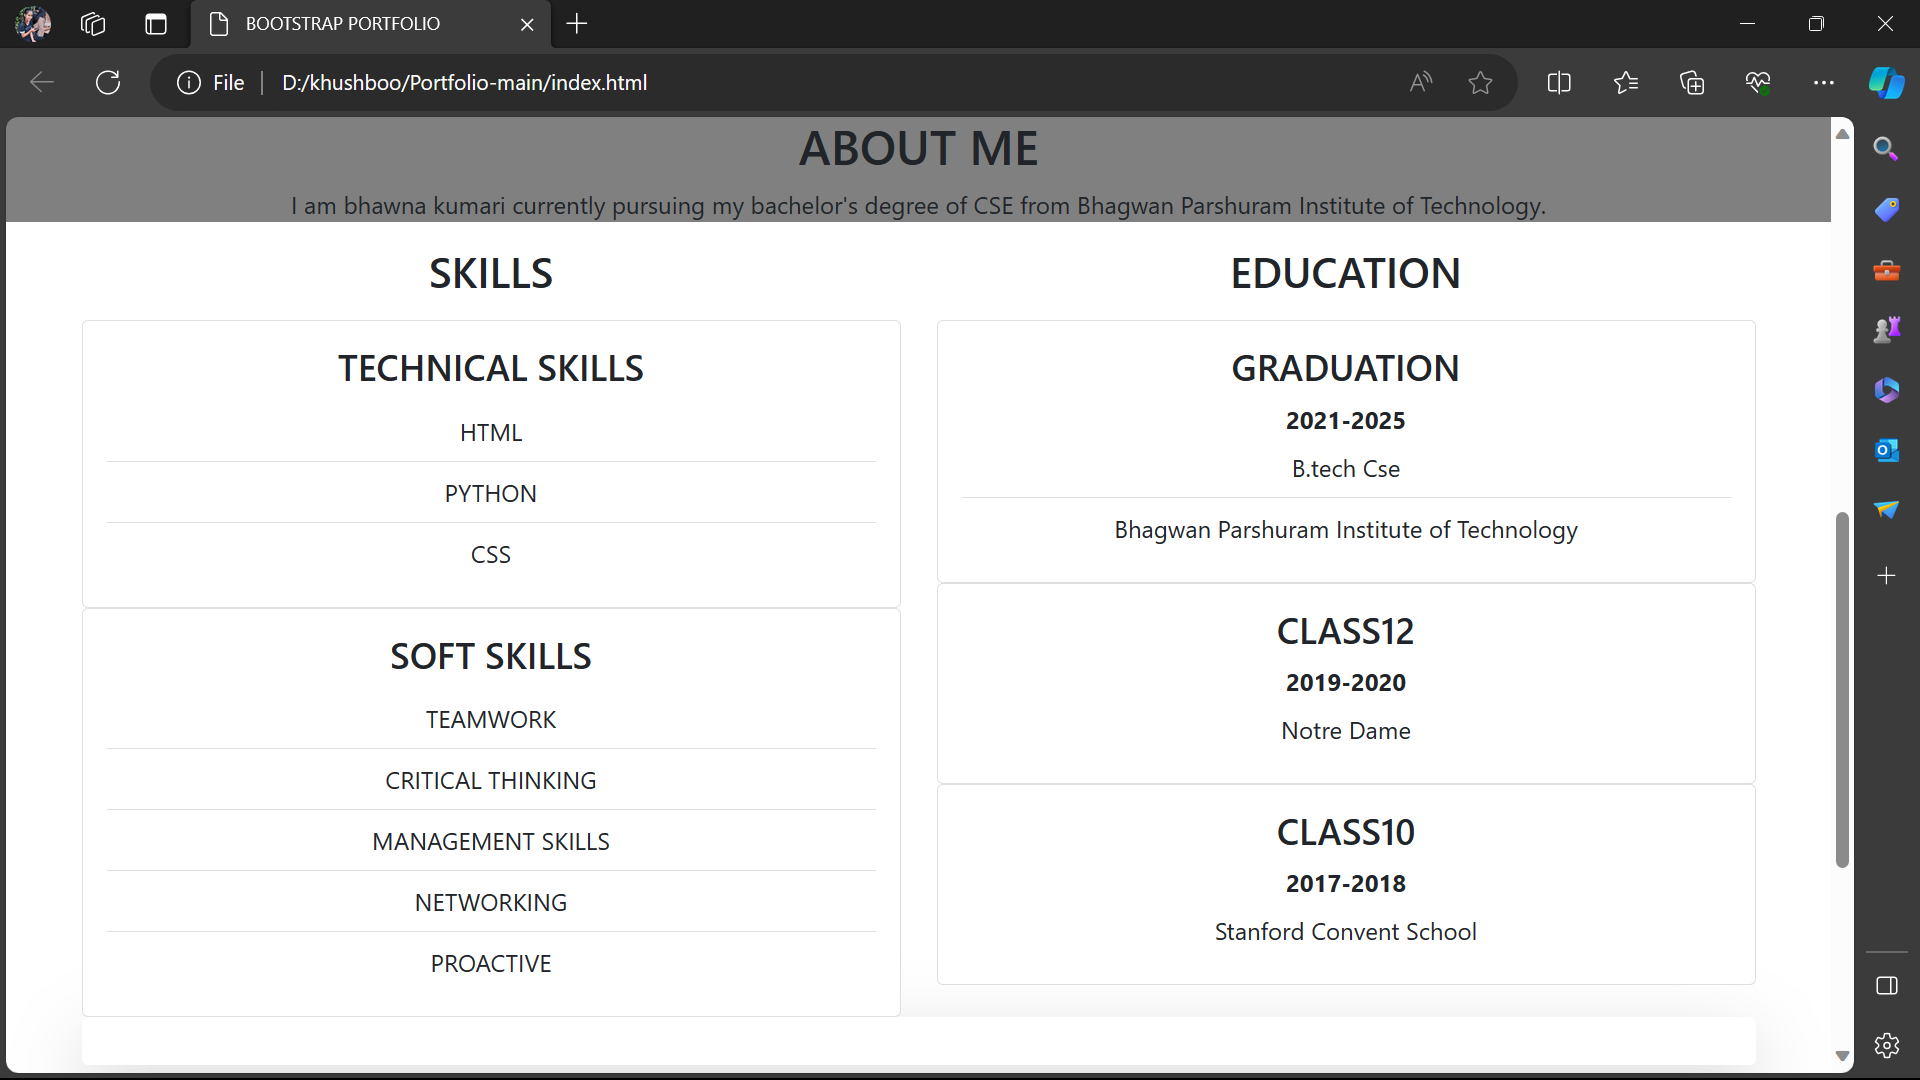 BOOTSTRAP PORTFOLIO
File
D:/khushboo/Portfolio-main/index.html
ABOUT ME
I am bhawna kumari currently pursuing my bachelor's degree of CSE from Bhagwan Parshuram Institute of Technology.
SKILLS
TECHNICAL SKILLS
HTML
PYTHON
CSS
SOFT SKILLS
TEAMWORK
CRITICAL THINKING
MANAGEMENT SKILLS
NETWORKING
PROACTIVE
EDUCATION
GRADUATION
2021-2025
B.tech Cse
Bhagwan Parshuram Institute of Technology
CLASS12
2019-2020
Notre Dame
CLASS10
2017-2018
Stanford Convent School